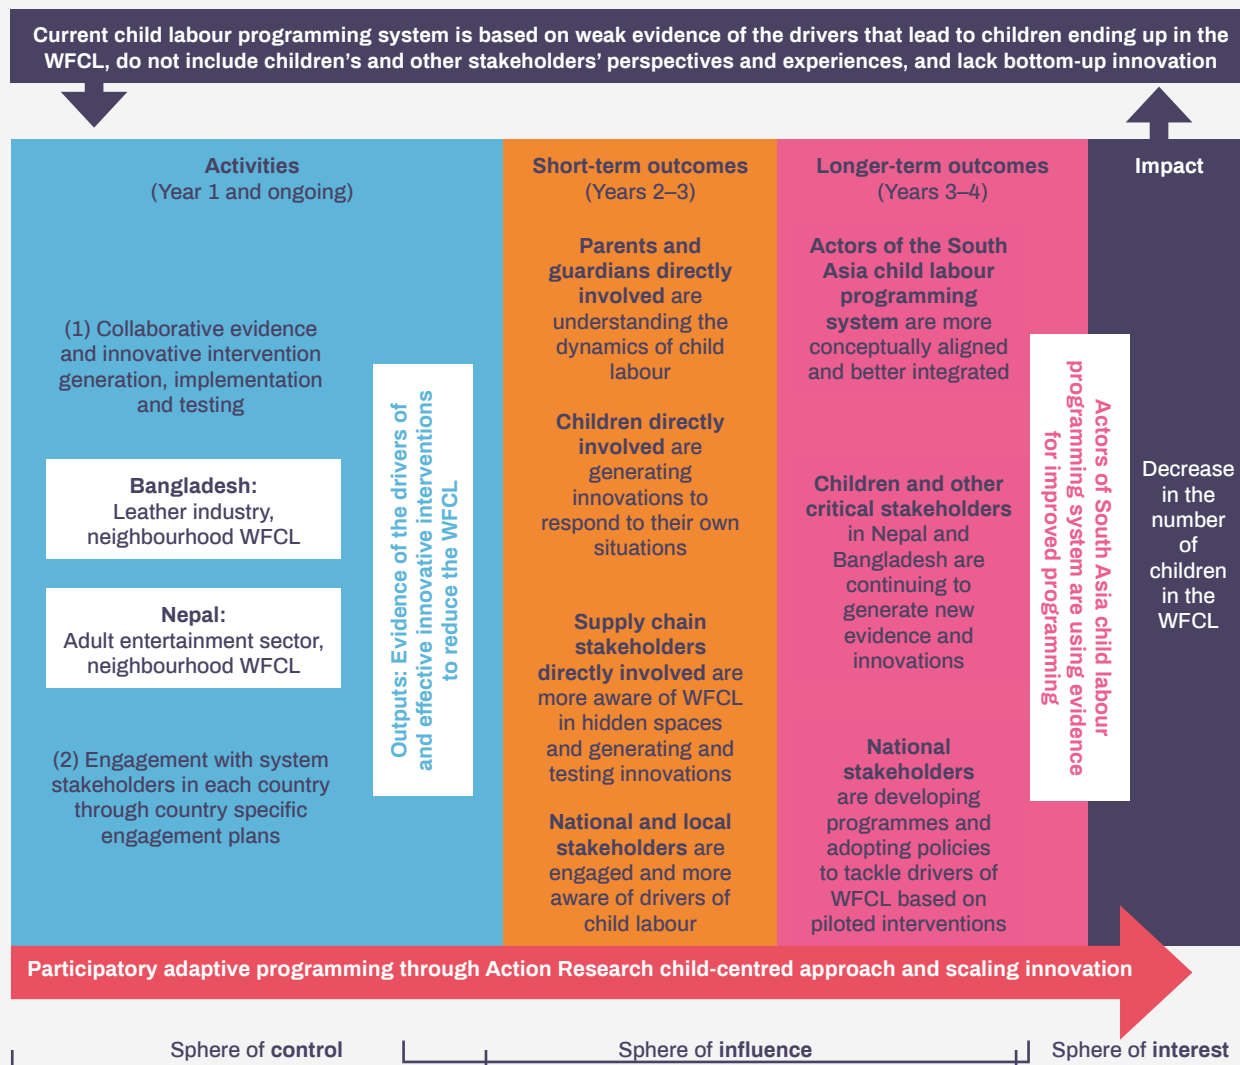 Current child labour programming system is based on weak evidence of the drivers that lead to children ending up in the
WFCL, do not include children's and other stakeholders' perspectives and experiences, and lack bottom-up innovation
Activities
(Year 1 and ongoing)
(1) Collaborative evidence
and innovative intervention
generation, implementation
and testing
Bangladesh:
Leather industry,
neighbourhood WFCL
Nepal:
Adult entertainment sector,
neighbourhood WFCL
(2) Engagement with system
stakeholders in each country
through country specific
engagement plans
Outputs: Evidence of the drivers of
and effective innovative interventions
to reduce the WFCL
Short-term outcomes
(Years 2–3)
Parents and
guardians directly
involved are
understanding the
dynamics of child
labour
Children directly
involved are
generating
innovations to
respond to their own
situations
Supply chain
stakeholders
directly involved are
more aware of WFCL
in hidden spaces
and generating and
testing innovations
National and local
stakeholders are
engaged and more
aware of drivers of
child labour
Longer-term outcomes
(Years 3–4)
Actors of the South
Asia child labour
programming
system are more
conceptually aligned
and better integrated
Children and other
critical stakeholders
in Nepal and
Bangladesh are
continuing to
generate new
evidence and
innovations
National
stakeholders
are developing
programmes and
adopting policies
to tackle drivers of
WFCL based on
piloted interventions
Actors of South Asia child labour
programming system are using evidence
for improved programming
Impact
Decrease
in the
number
of
children
in the
WFCL
Participatory adaptive programming through Action Research child-centred approach and scaling innovation
Sphere of control
Sphere of influence
Sphere of interest